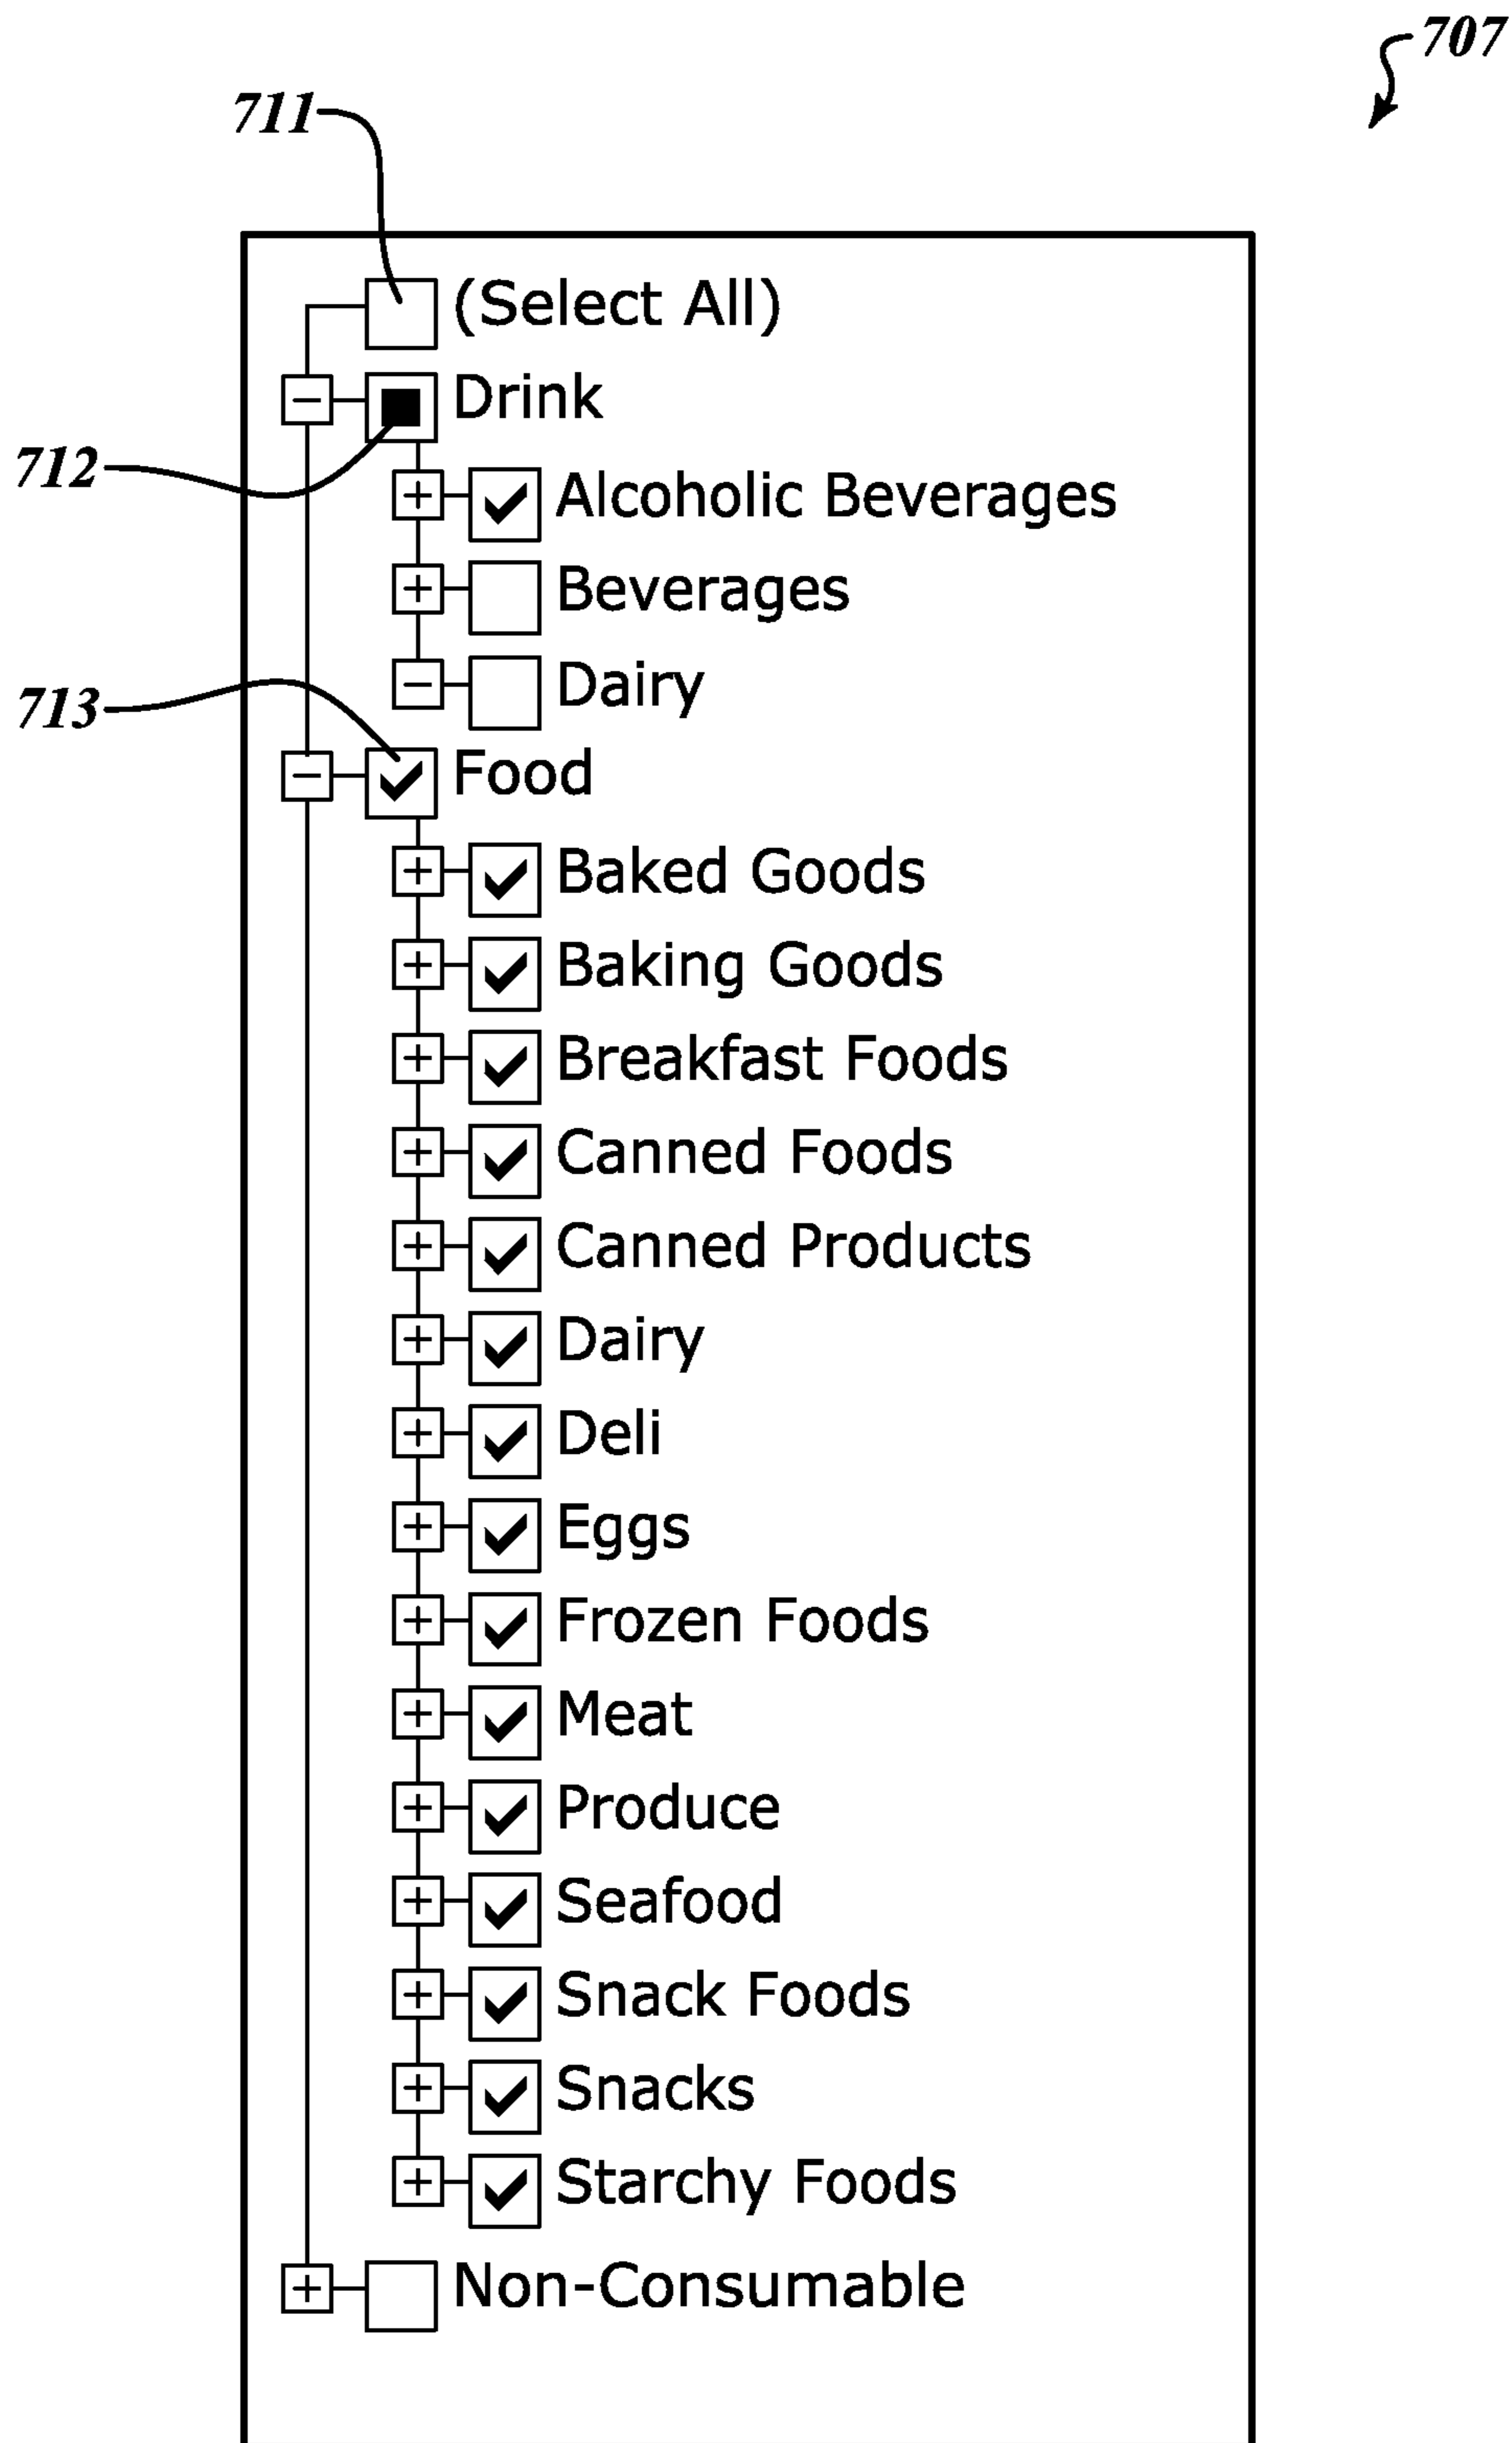 707
711
(Select All)
Drink
712
Alcoholic Beverages
Beverages
Dairy
713
Food
Baked Goods
Baking Goods
Breakfast Foods
Canned Foods
Canned Products
Dairy
Deli
Eggs
Frozen Foods
Meat
Produce
Seafood
Snack Foods
Snacks
Starchy Foods
Non-Consumable